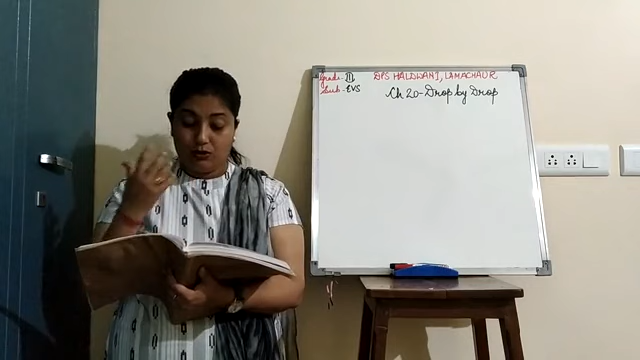 Grade- III DPS HALDWANI, LAMACHAUR
Sub- EVS Ch 20- Drop by Drop